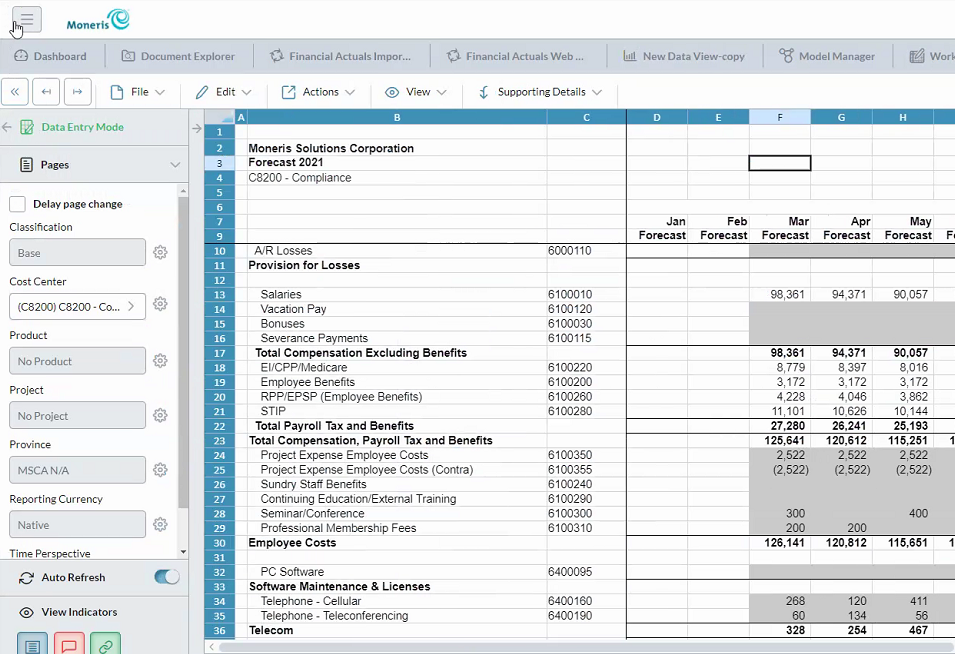 Moneris
Dashboard Document Explorer Financial Actuals Impor... Financial Actuals Web ... New Data View-copy Model Manager Work
File Edit Actions View Supporting Details
Data Entry Mode
Pages
Delay page change
Classification
Base
Cost Center
(C8200) C8200 - Co...
Product
No Product
Project
No Project
Province
MSCA N/A
Reporting Currency
Native
Time Perspective
Auto Refresh
View Indicators
A B C D E F G H
1
2 Moneris Solutions Corporation
3 Forecast 2021
4 C8200 - Compliance
5
6
7 Jan Feb Mar Apr May
9 Forecast Forecast Forecast Forecast Forecast F
10 A/R Losses 6000110
11 Provision for Losses
12
13 Salaries 6100010 98,361 94,371 90,057
14 Vacation Pay 6100120
15 Bonuses 6100030
16 Severance Payments 6100115
17 Total Compensation Excluding Benefits 98,361 94,371 90,057
18 EI/CPP/Medicare 6100220 8,779 8,397 8,016
19 Employee Benefits 6100200 3,172 3,172 3,172
20 RPP/EPSP (Employee Benefits) 6100260 4,228 4,046 3,862
21 STIP 6100280 11,101 10,626 10,144
22 Total Payroll Tax and Benefits 27,280 26,241 25,193
23 Total Compensation, Payroll Tax and Benefits 125,641 120,612 115,251 1
24 Project Expense Employee Costs 6100350 2,522 2,522 2,522
25 Project Expense Employee Costs (Contra) 6100355 (2,522) (2,522) (2,522)
26 Sundry Staff Benefits 6100240
27 Continuing Education/External Training 6100290
28 Seminar/Conference 6100300 300 400
29 Professional Membership Fees 6100310 200 200
30 Employee Costs 126,141 120,812 115,651 1
31
32 PC Software 6400095
33 Software Maintenance & Licenses
34 Telephone - Cellular 6400160 268 120 411
35 Telephone - Teleconferencing 6400190 60 134 56
36 Telecom 328 254 467